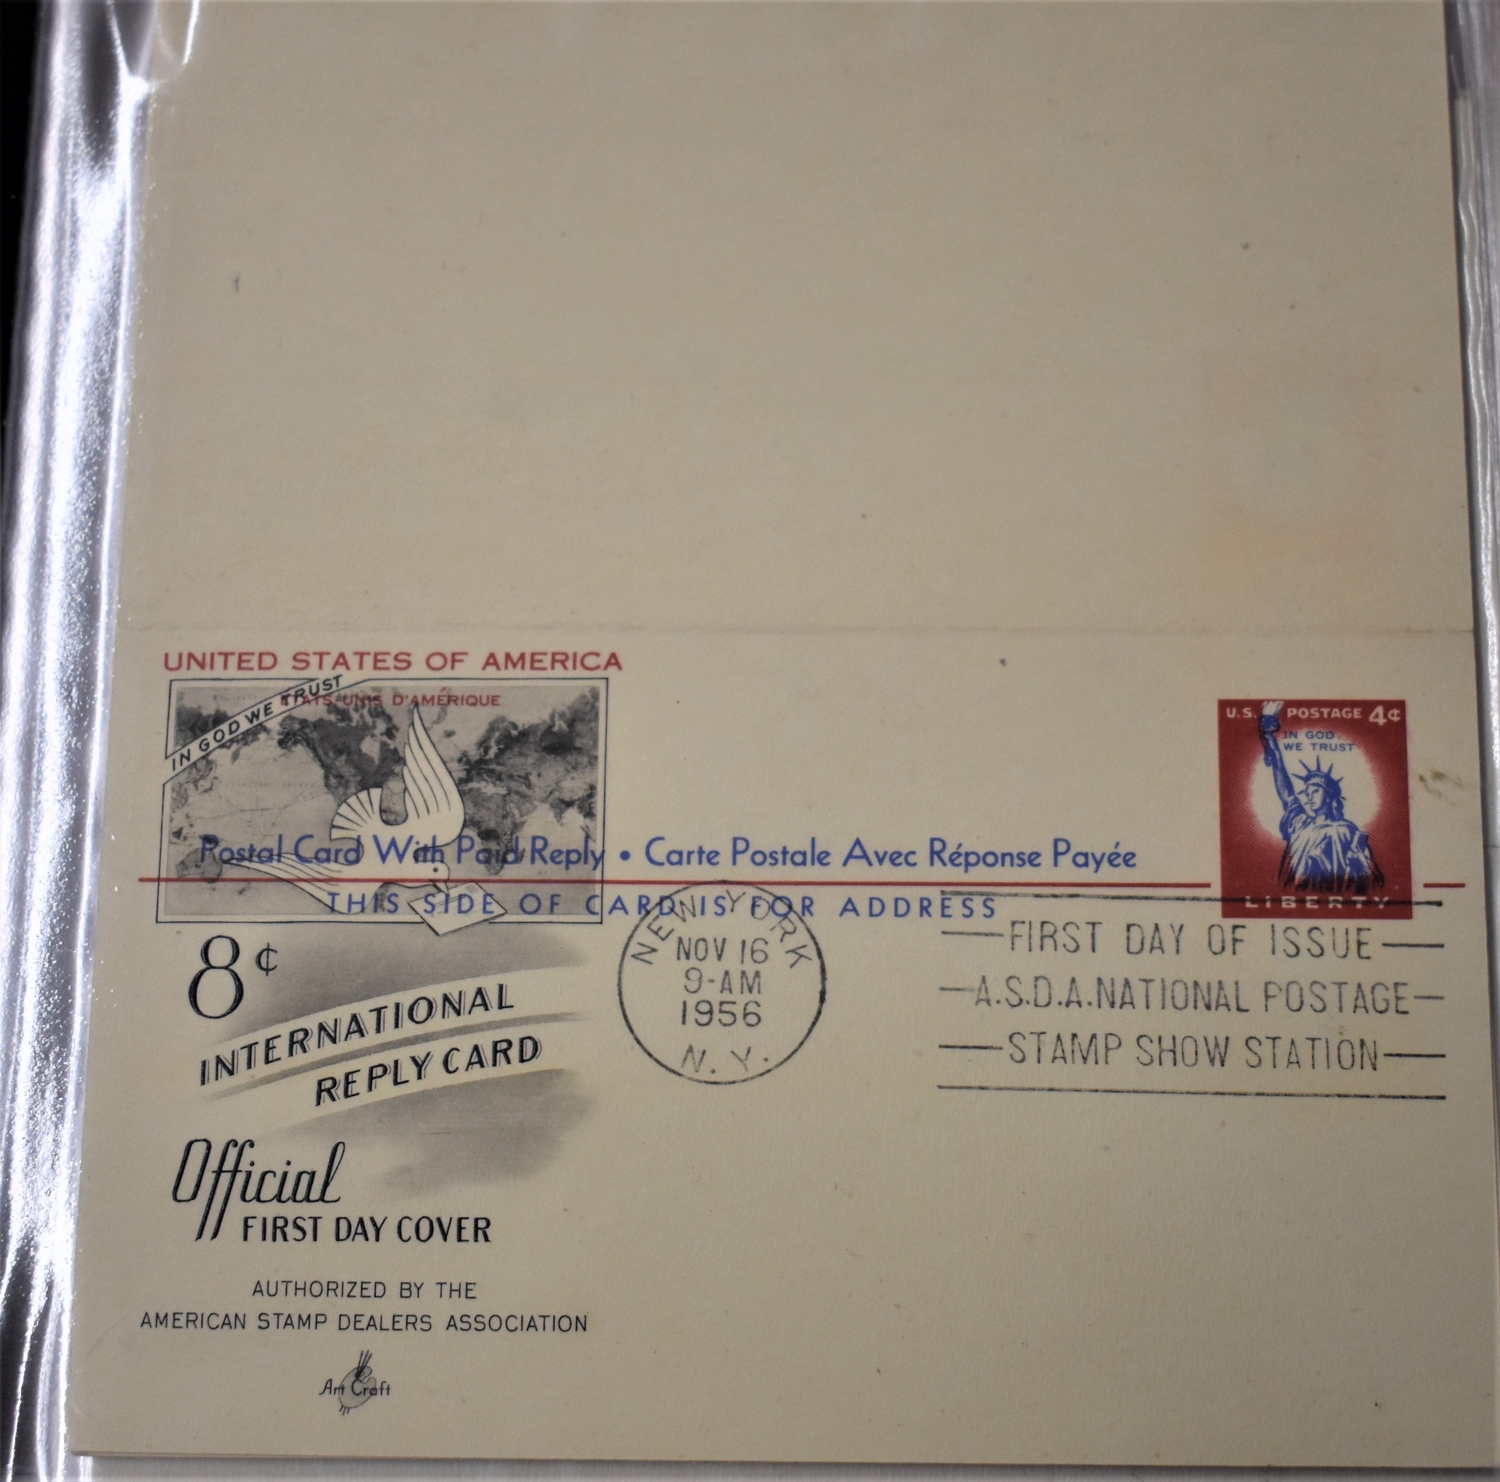 UNITED STATES OF AMERICA
ÉTATS-UNIS D'AMÉRIQUE
IN GOD WE TRUST
U.S. POSTAGE 4¢
IN GOD
WE TRUST
Postal Card With Paid Reply • Carte Postale Avec Réponse Payée
THIS SIDE OF CARD IS FOR ADDRESS
LIBERTY
NEW YORK
NOV 16
9-AM
1956
N. Y.
FIRST DAY OF ISSUE
A.S.D.A. NATIONAL POSTAGE
STAMP SHOW STATION
8¢
INTERNATIONAL
REPLY CARD
Official
FIRST DAY COVER
AUTHORIZED BY THE
AMERICAN STAMP DEALERS ASSOCIATION
Art Craft